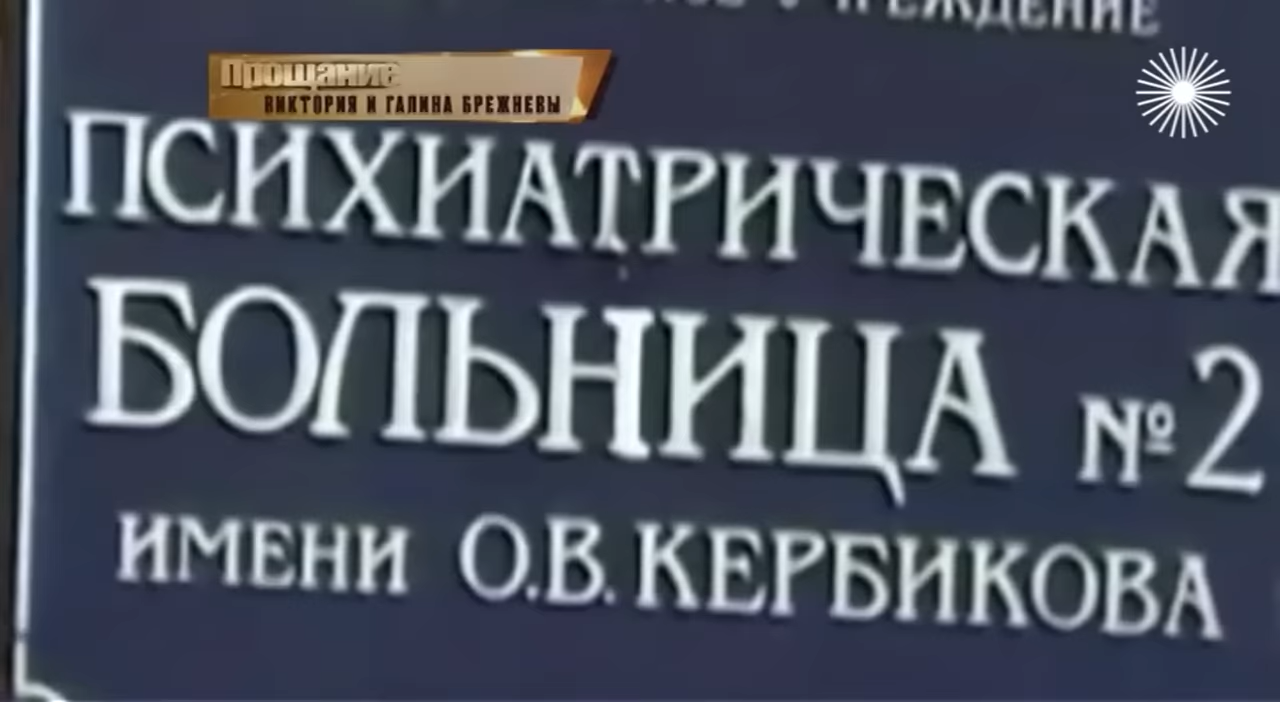 Прощание
ВИКТОРИЯ И ГАЛИНА БРЕЖНЕВЫ
ПСИХИАТРИЧЕСКАЯ
БОЛЬНИЦА №2
ИМЕНИ О.В. КЕРБИКОВА